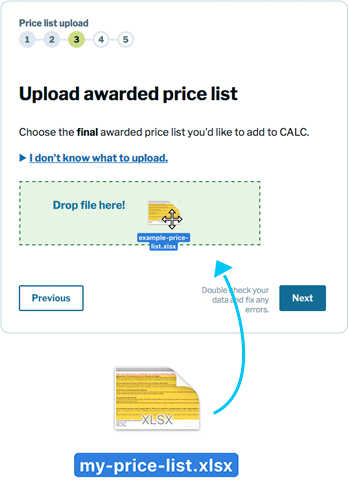 Price list upload
1 2 3 4 5
Upload awarded price list
Choose the final awarded price list you'd like to add to CALC.
I don't know what to upload.
Drop file here!
example-price-
list.xlsx
Previous
Double check your
data and fix any
errors.
Next
XLSX
my-price-list.xlsx